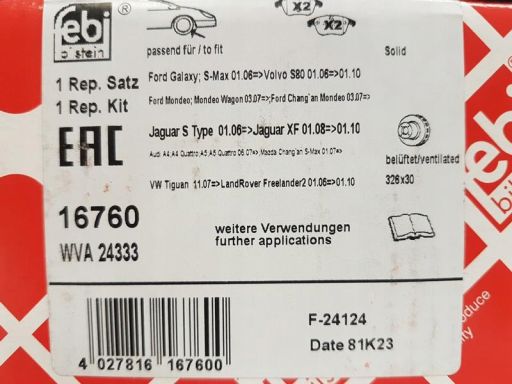 febi
bilstein
®
passend für / to fit
X2
X2
Solid
1 Rep. Satz
1 Rep. Kit
EAC
Ford Galaxy; S-Max 01.06=>Volvo S80 01.06=>01.10
Ford Mondeo; Mondeo Wagon 03.07=>;Ford Chang'an Mondeo 03.07=>
Jaguar S Type 01.06=>Jaguar XF 01.08=>01.10
Audi A4;A4 Quattro;A5;A5 Quattro 06.07=> Chang'an S-Max 01.07=>
VW Tiguan 11.07=>LandRover Freelander2 01.06=>01.10
belüftet/ventilated
326x30
16760
WVA 24333
weitere Verwendungen
further applications
F-24124
Date 81K23
4 027816 167600
febi